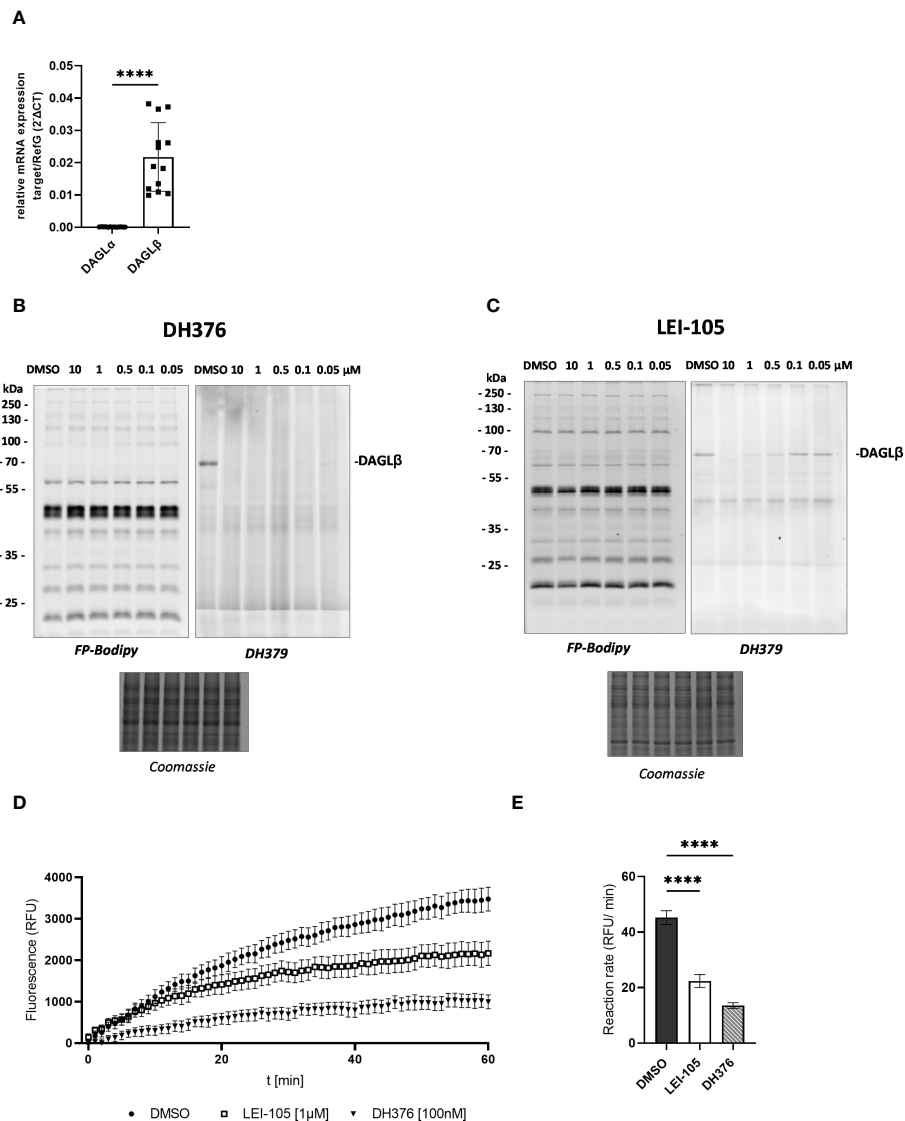 A
relative mRNA expression
target/RefG (2^ΔCT)
0.05
0.04
0.03
0.02
0.01
0.00
****
DAGLα
DAGLβ
B
DH376
DMSO 10 1 0.5 0.1 0.05
DMSO 10 1 0.5 0.1 0.05 μM
kDa
- 250 -
- 130 -
- 100 -
- 70 -
- 55 -
- 35 -
- 25 -
-DAGLβ
FP-Bodipy
DH379
Coomassie
C
LEI-105
DMSO 10 1 0.5 0.1 0.05
DMSO 10 1 0.5 0.1 0.05 μM
kDa
- 250 -
- 130 -
- 100 -
- 70 -
- 55 -
- 35 -
- 25 -
-DAGLβ
FP-Bodipy
DH379
Coomassie
D
Fluorescence (RFU)
4000
3000
2000
1000
0
0 20 40 60
t [min]
DMSO LEI-105 [1μM] DH376 [100nM]
E
Reaction rate (RFU/ min)
60
40
20
0
****
****
DMSO
LEI-105
DH376